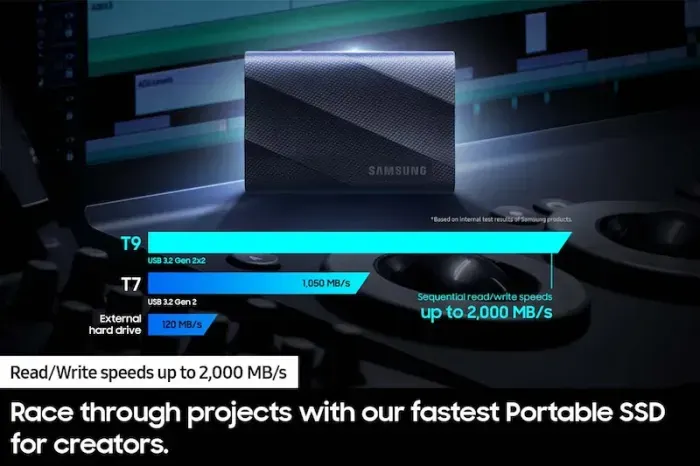 SAMSUNG
*Based on internal test results of Samsung products.
T9
USB 3.2 Gen 2x2
T7
1,050 MB/s
USB 3.2 Gen 2
Sequential read/write speeds
up to 2,000 MB/s
External
hard drive
120 MB/s
Read/Write speeds up to 2,000 MB/s
Race through projects with our fastest Portable SSD
for creators.